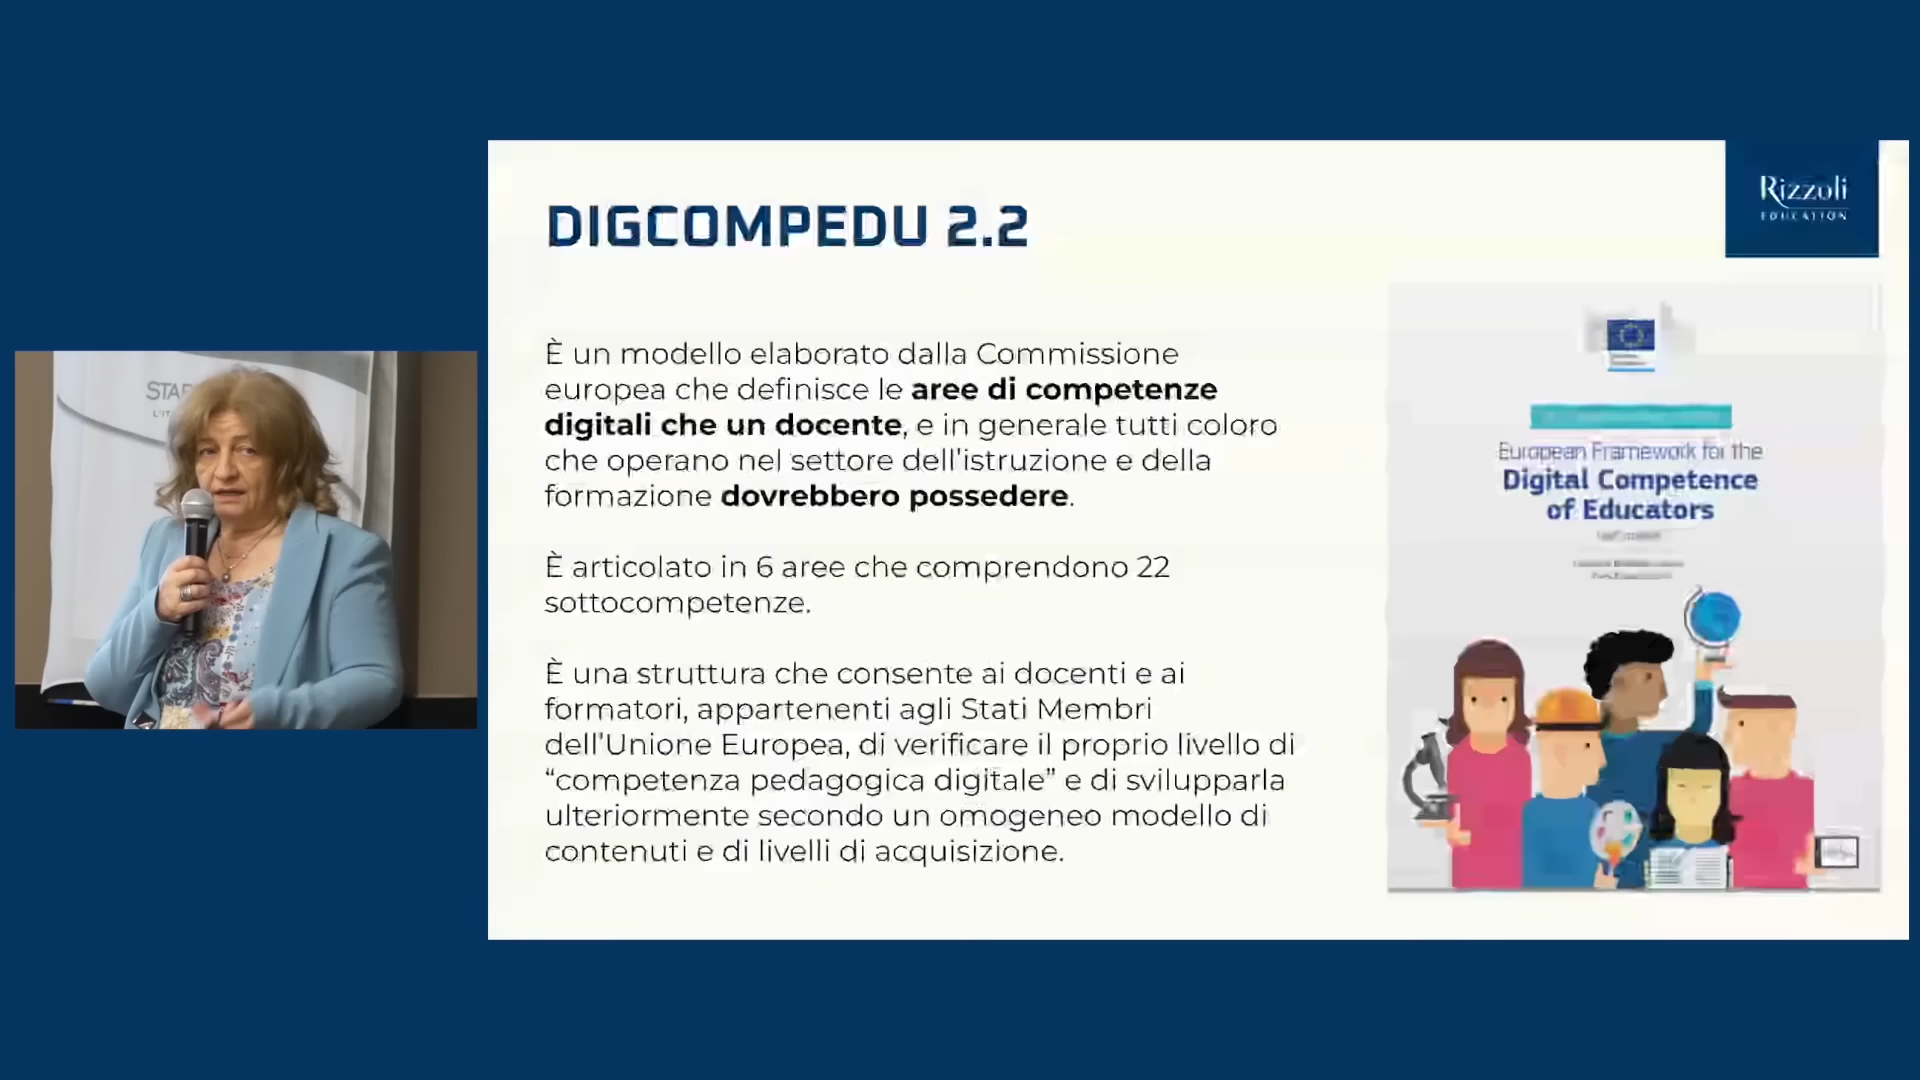 STAR
L'IT
DIGCOMPEDU 2.2
Rizzoli
EDUCATION
È un modello elaborato dalla Commissione
europea che definisce le aree di competenze
digitali che un docente, e in generale tutti coloro
che operano nel settore dell'istruzione e della
formazione dovrebbero possedere.
È articolato in 6 aree che comprendono 22
sottocompetenze.
È una struttura che consente ai docenti e ai
formatori, appartenenti agli Stati Membri
dell'Unione Europea, di verificare il proprio livello di
“competenza pedagogica digitale” e di svilupparla
ulteriormente secondo un omogeneo modello di
contenuti e di livelli di acquisizione.
European Framework for the
Digital Competence
of Educators